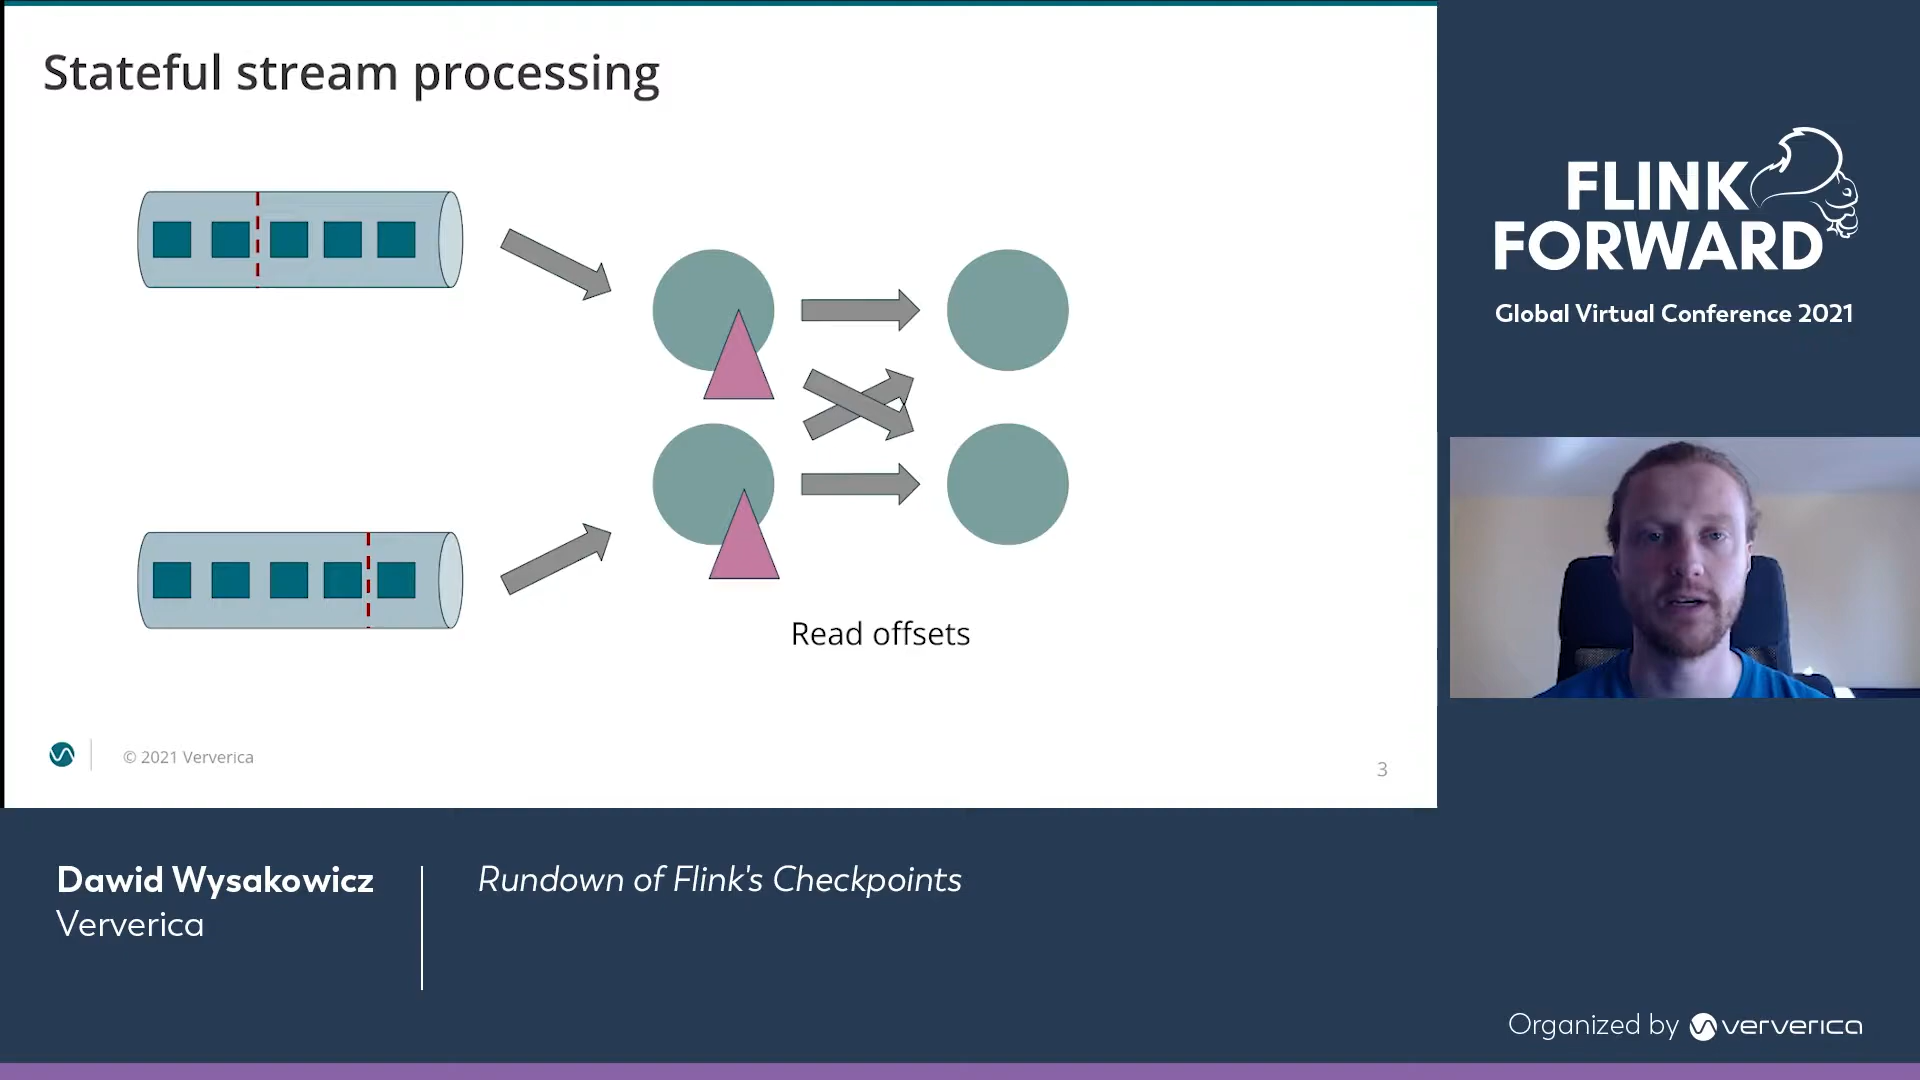 Stateful stream processing
Read offsets
© 2021 Ververica
3
FLINK
FORWARD
Global Virtual Conference 2021
Dawid Wysakowicz
Ververica
Rundown of Flink's Checkpoints
Organized by ververica